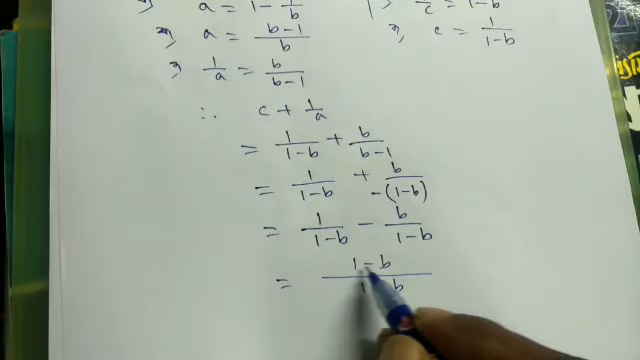 ⇒ a = 1 - 1/b
⇒ a = (b-1)/b
⇒ 1/a = b/(b-1)
1/c = 1-b
⇒ c = 1/(1-b)
∴ c + 1/a
= 1/(1-b) + b/(b-1)
= 1/(1-b) + b/(-(1-b))
= 1/(1-b) - b/(1-b)
= (1-b)/(1-b)